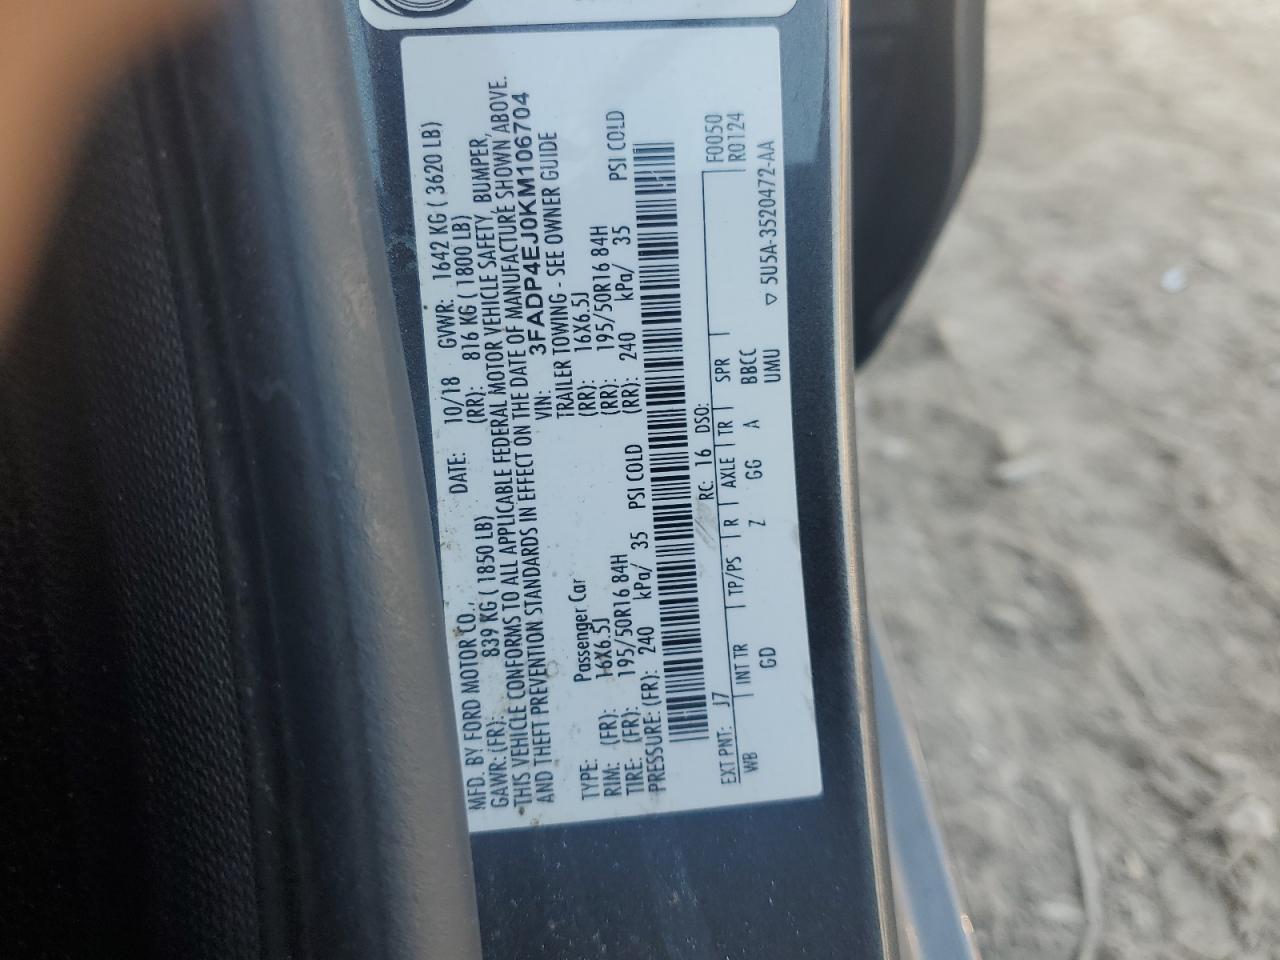 MFD. BY FORD MOTOR CO. DATE: 10/18 GVWR: 1642 KG ( 3620 LB)
GAWR: (FR): 839 KG ( 1850 LB) (RR): 816 KG ( 1800 LB)
THIS VEHICLE CONFORMS TO ALL APPLICABLE FEDERAL MOTOR VEHICLE SAFETY, BUMPER,
AND THEFT PREVENTION STANDARDS IN EFFECT ON THE DATE OF MANUFACTURE SHOWN ABOVE.
VIN: 3FADP4EJ0KM106704
TYPE: Passenger Car TRAILER TOWING - SEE OWNER GUIDE
RIM: (FR): 16X6.5J (RR): 16X6.5J
TIRE: (FR): 195/50R16 84H (RR): 195/50R16 84H
PRESSURE: (FR): 240 kPa/ 35 PSI COLD (RR): 240 kPa/ 35 PSI COLD
EXT PNT: J7 RC: 16 DSO: F0050
WB INT TR TP/PS R AXLE TR SPR R0124
GD Z GG A BBCC
UMU ▽ 5U5A-3520472-AA